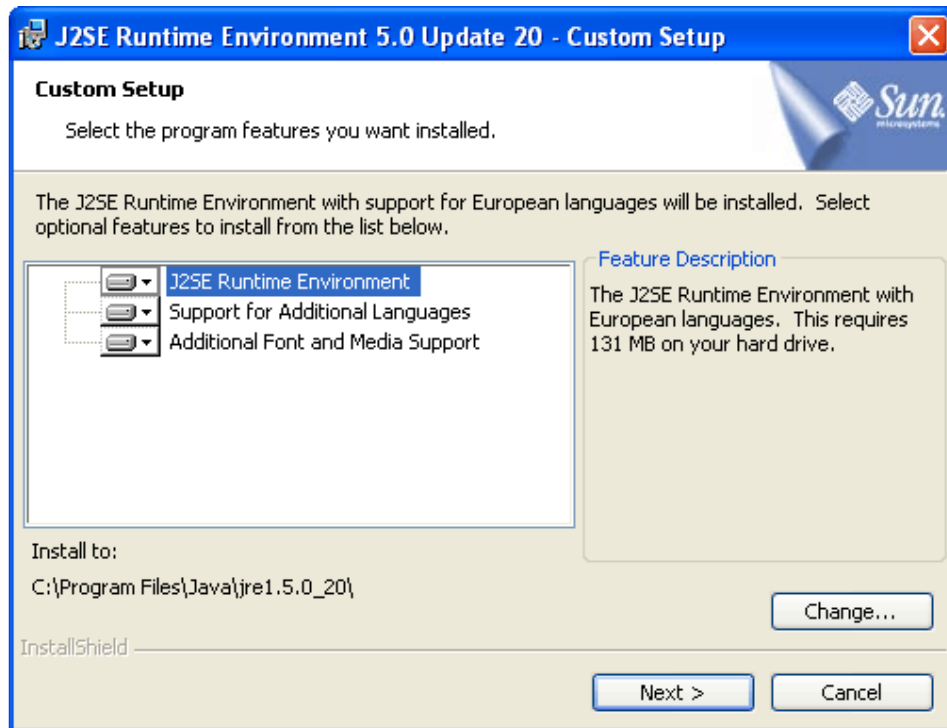 J2SE Runtime Environment 5.0 Update 20 - Custom Setup
Custom Setup
Select the program features you want installed.
Sun
microsystems
The J2SE Runtime Environment with support for European languages will be installed.  Select
optional features to install from the list below.
J2SE Runtime Environment
Support for Additional Languages
Additional Font and Media Support
Feature Description
The J2SE Runtime Environment with
European languages.  This requires
131 MB on your hard drive.
Install to:
C:\Program Files\Java\jre1.5.0_20\
Change...
InstallShield
Next >
Cancel